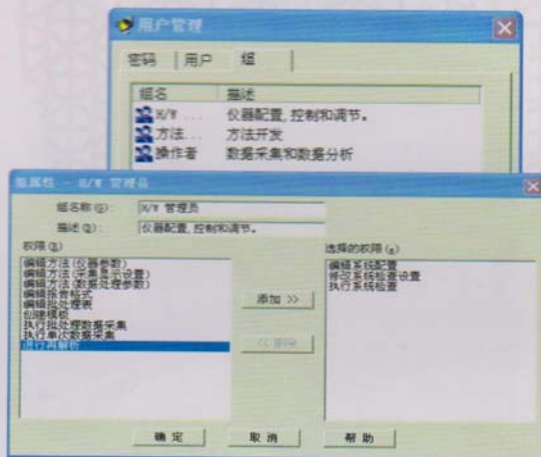 用户管理
密码 用户 组
组名 描述
H/W ... 仪器配置,控制和调节。
方法... 方法开发
操作者 数据采集和数据分析
组属性 - H/W 管理员
组名称(G): H/W 管理员
描述(D): 仪器配置,控制和调节。
权限(R)
编辑方法(仪器参数)
编辑方法(采集显示设置)
编辑方法(数据处理参数)
编辑报告格式
编辑批处理表
创建模板
执行批处理数据采集
执行单次数据采集
进行再解析
添加 >>
<< 删除
选择的权限(e)
编辑系统配置
修改系统检查设置
执行系统检查
确定 取消 帮助